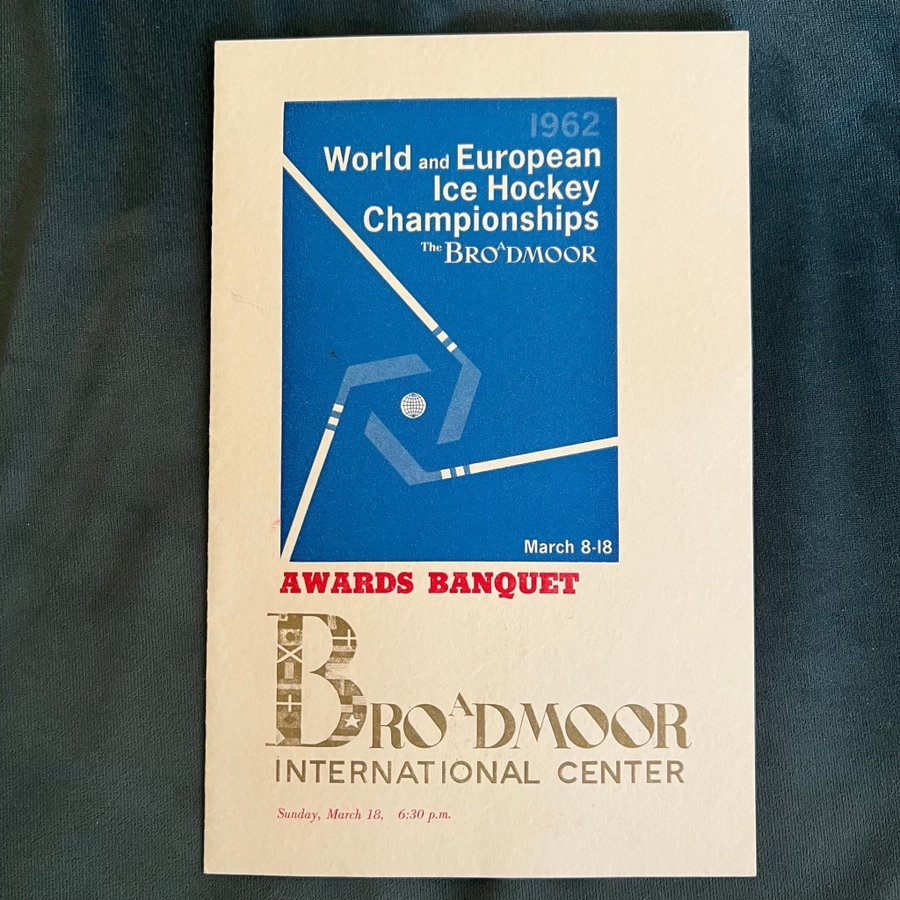 1962
World and European
Ice Hockey
Championships
The BROADMOOR
March 8-18
AWARDS BANQUET
BROADMOOR
INTERNATIONAL CENTER
Sunday, March 18, 6:30 p.m.